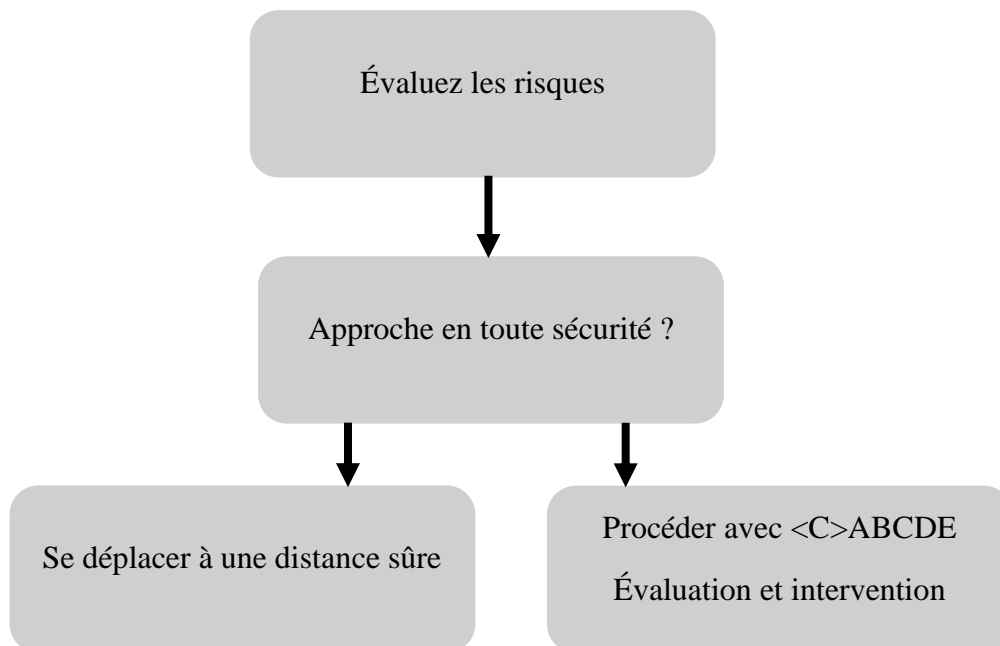 Évaluez les risques
Approche en toute sécurité ?
Se déplacer à une distance sûre
Procéder avec <C>ABCDE
Évaluation et intervention